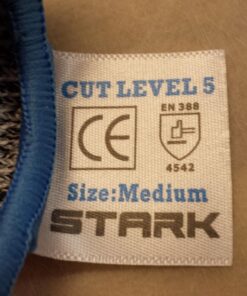 CUT LEVEL 5
CE
EN 388
4542
Size:Medium
STARK